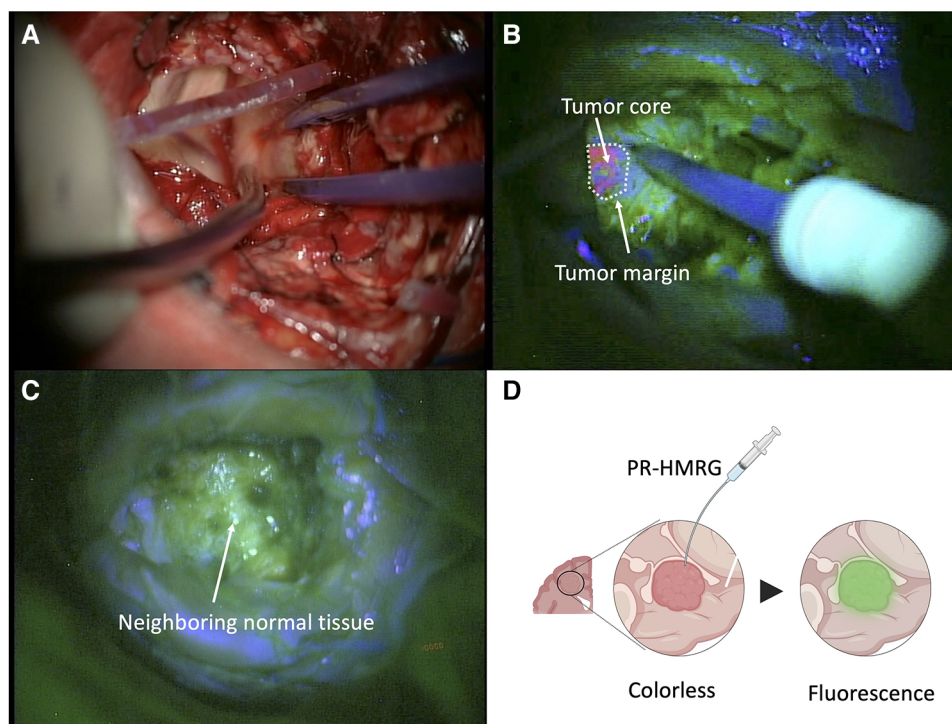 A
B
Tumor core
Tumor margin
C
Neighboring normal tissue
D
PR-HMRG
Colorless
Fluorescence